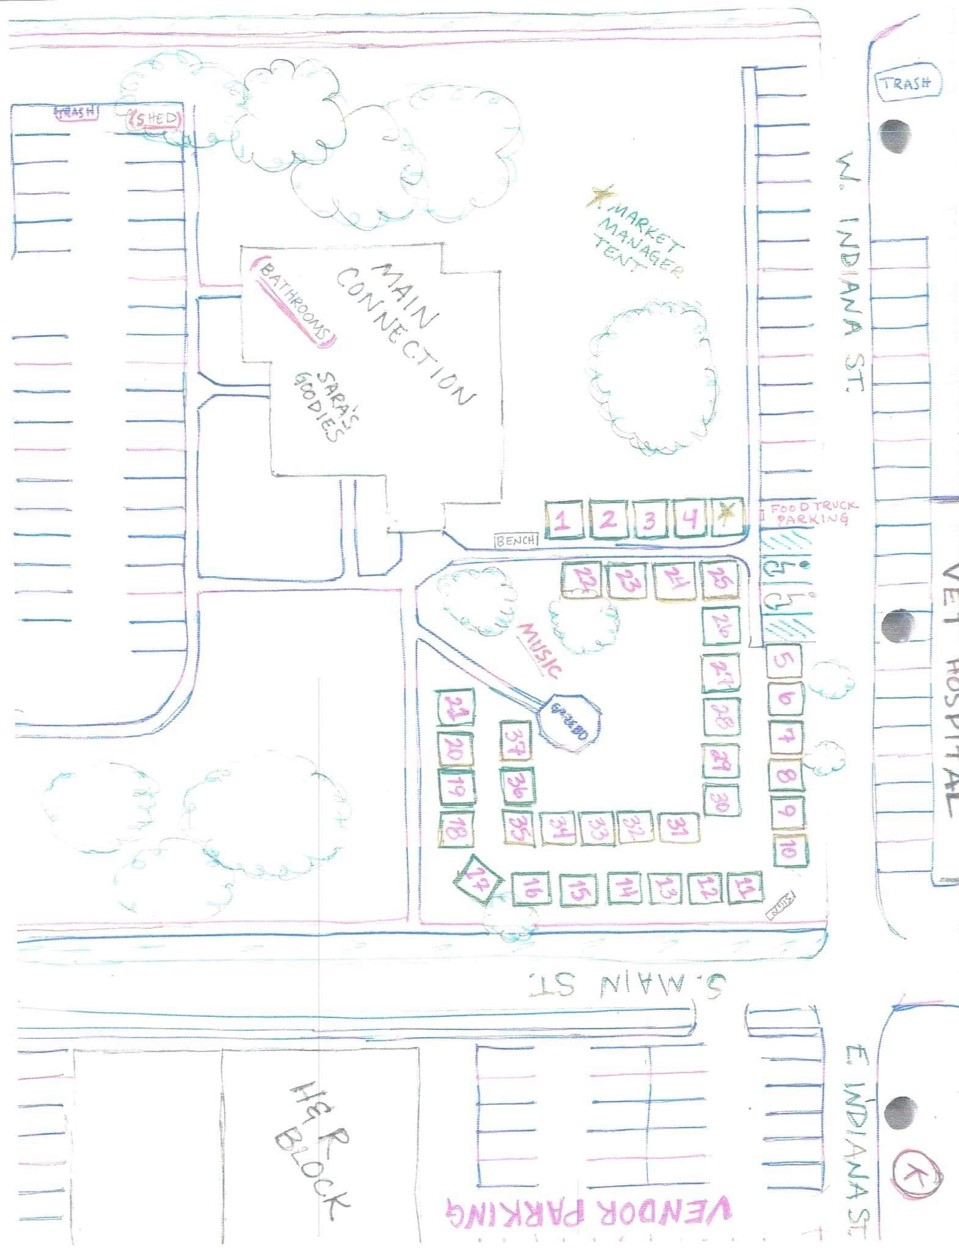 TRASH
(SHED)
TRASH
W. INDIANA ST.
MARKET
MANAGER
TENT
(BATHROOMS)
MAIN
CONNECTION
SARA'S
GOODIES
1 2 3 4
FOOD TRUCK
PARKING
BENCH
22 23 24 25
26
27
28
29
30
MUSIC
GAZEBO
5
6
7
8
9
10
VET HOSPITAL
21
20
19
18
37
36
35 34 33 32 31
17 16 15 14 13 12 11
SIGN
S. MAIN ST.
E. INDIANA ST.
H&R
BLOCK
K
VENDOR PARKING